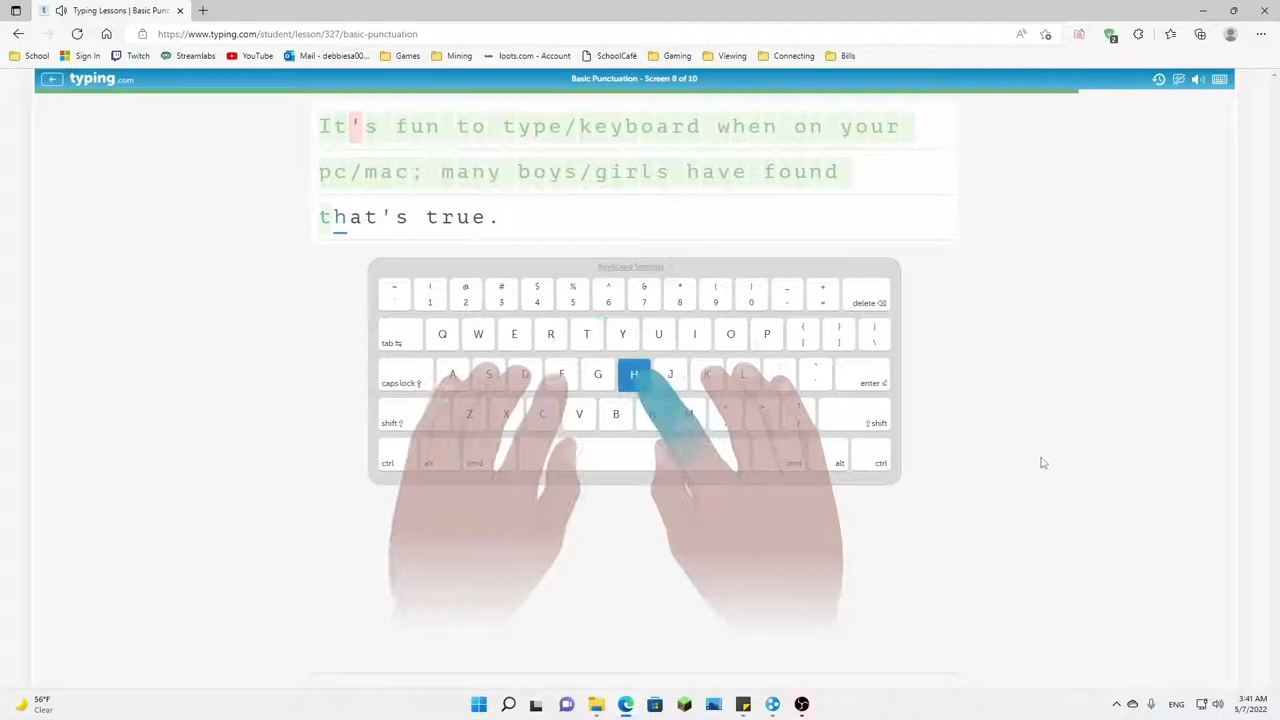 Typing Lessons | Basic Punc
https://www.typing.com/student/lesson/327/basic-punctuation
School Sign In Twitch Streamlabs YouTube Mail - debbiesa00... Games Mining loots.com - Account SchoolCafé Gaming Viewing Connecting Bills
typing.com Basic Punctuation - Screen 8 of 10
It's fun to type/keyboard when on your
pc/mac; many boys/girls have found
that's true.
Keyboard Sessions
~ ! @ # $ % ^ & * ( ) _ +
` 1 2 3 4 5 6 7 8 9 0 - = delete
tab Q W E R T Y U I O P { [ } ] | \
caps lock A S D F G H J K L : " ' enter
shift Z X C V B N M < > ? / shift
ctrl alt cmd cmd alt ctrl
56°F
Clear
ENG
3:41 AM
5/7/2022